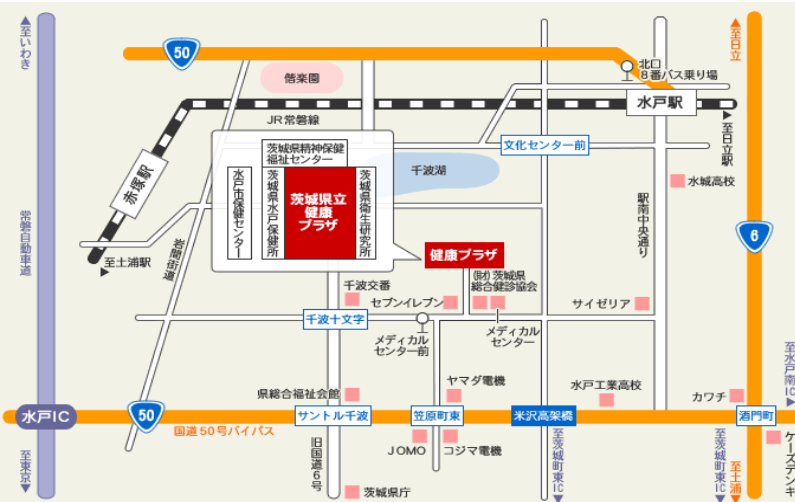 至いわき
50
偕楽園
北口
8番バス乗り場
至日立
水戸駅
JR常磐線
至日立駅
赤塚駅
文化センター前
茨城県精神保健
福祉センター
千波湖
水城高校
水戸市保健センター
茨城県水戸保健所
茨城県立
健康
プラザ
茨城県衛生研究所
駅南中央通り
常磐自動車道
6
至土浦駅
岩間街道
健康プラザ
千波交番
セブンイレブン
(財)茨城県
総合健診協会
サイゼリア
千波十文字
メディカル
センター前
メディカル
センター
至水戸南IC
県総合福祉会館
ヤマダ電機
水戸工業高校
カワチ
水戸IC
50
サントル千波
笠原町東
米沢高架橋
酒門町
国道50号バイパス
旧国道6号
JOMO
コジマ電機
至茨城町東IC
至茨城町東IC
至土浦
ケーズデンキ
至東京
茨城県庁